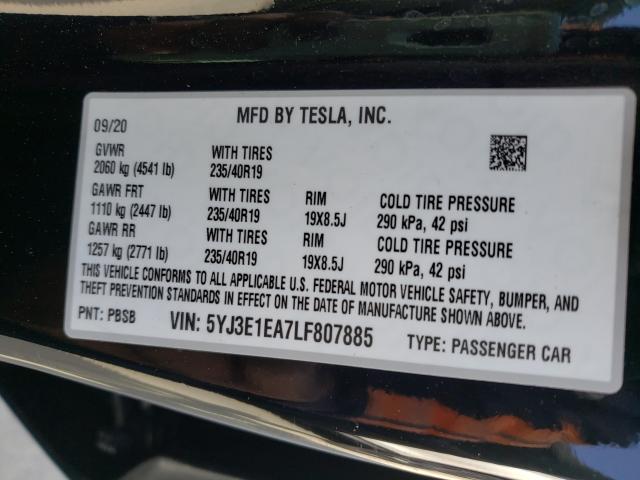 MFD BY TESLA, INC.
09/20
GVWR WITH TIRES
2060 kg (4541 lb) 235/40R19
GAWR FRT WITH TIRES RIM COLD TIRE PRESSURE
1110 kg (2447 lb) 235/40R19 19X8.5J 290 kPa, 42 psi
GAWR RR WITH TIRES RIM COLD TIRE PRESSURE
1257 kg (2771 lb) 235/40R19 19X8.5J 290 kPa, 42 psi
THIS VEHICLE CONFORMS TO ALL APPLICABLE U.S. FEDERAL MOTOR VEHICLE SAFETY, BUMPER, AND
THEFT PREVENTION STANDARDS IN EFFECT ON THE DATE OF MANUFACTURE SHOWN ABOVE.
PNT: PBSB VIN: 5YJ3E1EA7LF807885 TYPE: PASSENGER CAR